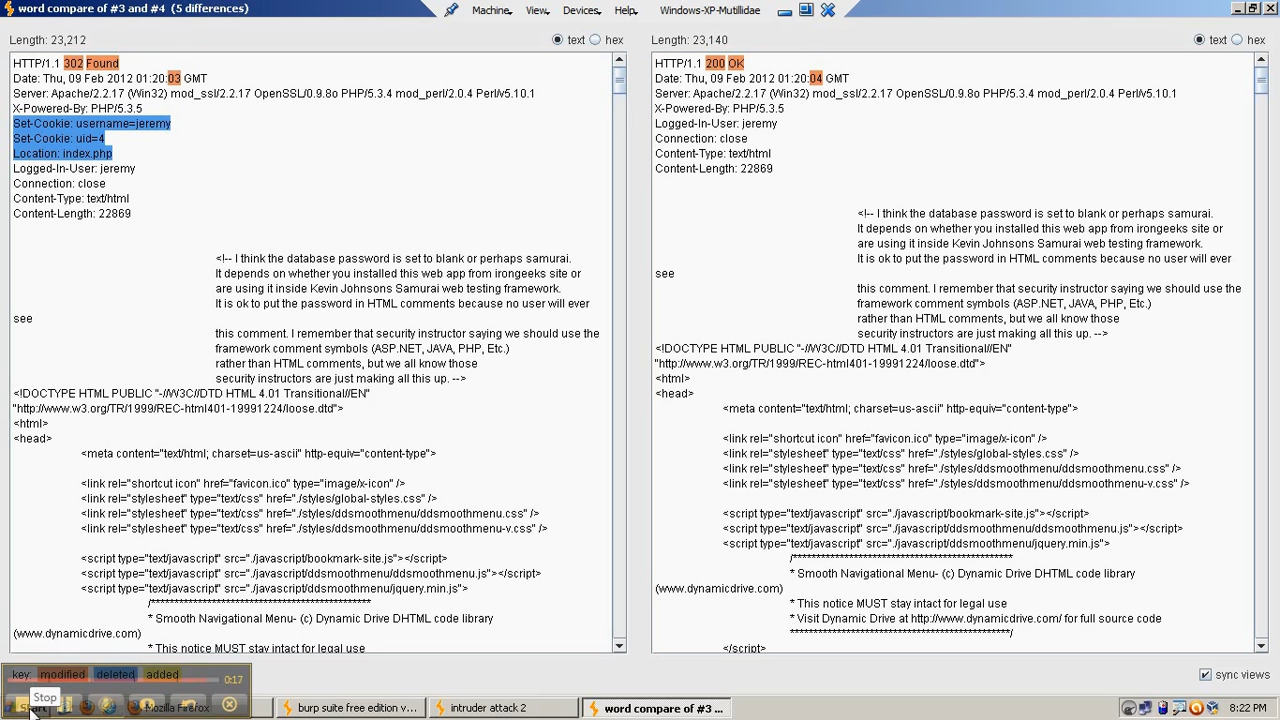 word compare of #3 and #4  (5 differences)
Machine View Devices Help Windows-XP-Mutillidae
Length: 23,212
text hex
HTTP/1.1 302 Found
Date: Thu, 09 Feb 2012 01:20:03 GMT
Server: Apache/2.2.17 (Win32) mod_ssl/2.2.17 OpenSSL/0.9.8o PHP/5.3.4 mod_perl/2.0.4 Perl/v5.10.1
X-Powered-By: PHP/5.3.5
Set-Cookie: username=jeremy
Set-Cookie: uid=4
Location: index.php
Logged-In-User: jeremy
Connection: close
Content-Type: text/html
Content-Length: 22869
<!-- I think the database password is set to blank or perhaps samurai.
It depends on whether you installed this web app from irongeeks site or
are using it inside Kevin Johnsons Samurai web testing framework.
It is ok to put the password in HTML comments because no user will ever
see
this comment. I remember that security instructor saying we should use the
framework comment symbols (ASP.NET, JAVA, PHP, Etc.)
rather than HTML comments, but we all know those
security instructors are just making all this up. -->
<!DOCTYPE HTML PUBLIC "-//W3C//DTD HTML 4.01 Transitional//EN"
"http://www.w3.org/TR/1999/REC-html401-19991224/loose.dtd">
<html>
<head>
<meta content="text/html; charset=us-ascii" http-equiv="content-type">
<link rel="shortcut icon" href="favicon.ico" type="image/x-icon" />
<link rel="stylesheet" type="text/css" href="./styles/global-styles.css" />
<link rel="stylesheet" type="text/css" href="./styles/ddsmoothmenu/ddsmoothmenu.css" />
<link rel="stylesheet" type="text/css" href="./styles/ddsmoothmenu/ddsmoothmenu-v.css" />
<script type="text/javascript" src="./javascript/bookmark-site.js"></script>
<script type="text/javascript" src="./javascript/ddsmoothmenu/ddsmoothmenu.js"></script>
<script type="text/javascript" src="./javascript/ddsmoothmenu/jquery.min.js">
/***********************************************
* Smooth Navigational Menu- (c) Dynamic Drive DHTML code library
(www.dynamicdrive.com)
* This notice MUST stay intact for legal use
Length: 23,140
text hex
HTTP/1.1 200 OK
Date: Thu, 09 Feb 2012 01:20:04 GMT
Server: Apache/2.2.17 (Win32) mod_ssl/2.2.17 OpenSSL/0.9.8o PHP/5.3.4 mod_perl/2.0.4 Perl/v5.10.1
X-Powered-By: PHP/5.3.5
Logged-In-User: jeremy
Connection: close
Content-Type: text/html
Content-Length: 22869
<!-- I think the database password is set to blank or perhaps samurai.
It depends on whether you installed this web app from irongeeks site or
are using it inside Kevin Johnsons Samurai web testing framework.
It is ok to put the password in HTML comments because no user will ever
see
this comment. I remember that security instructor saying we should use the
framework comment symbols (ASP.NET, JAVA, PHP, Etc.)
rather than HTML comments, but we all know those
security instructors are just making all this up. -->
<!DOCTYPE HTML PUBLIC "-//W3C//DTD HTML 4.01 Transitional//EN"
"http://www.w3.org/TR/1999/REC-html401-19991224/loose.dtd">
<html>
<head>
<meta content="text/html; charset=us-ascii" http-equiv="content-type">
<link rel="shortcut icon" href="favicon.ico" type="image/x-icon" />
<link rel="stylesheet" type="text/css" href="./styles/global-styles.css" />
<link rel="stylesheet" type="text/css" href="./styles/ddsmoothmenu/ddsmoothmenu.css" />
<link rel="stylesheet" type="text/css" href="./styles/ddsmoothmenu/ddsmoothmenu-v.css" />
<script type="text/javascript" src="./javascript/bookmark-site.js"></script>
<script type="text/javascript" src="./javascript/ddsmoothmenu/ddsmoothmenu.js"></script>
<script type="text/javascript" src="./javascript/ddsmoothmenu/jquery.min.js">
/***********************************************
* Smooth Navigational Menu- (c) Dynamic Drive DHTML code library
(www.dynamicdrive.com)
* This notice MUST stay intact for legal use
* Visit Dynamic Drive at http://www.dynamicdrive.com/ for full source code
***********************************************/
</script>
key: modified deleted added
0:17
sync views
Stop
Start Mozilla Firefox burp suite free edition v... intruder attack 2 word compare of #3 ... 8:22 PM